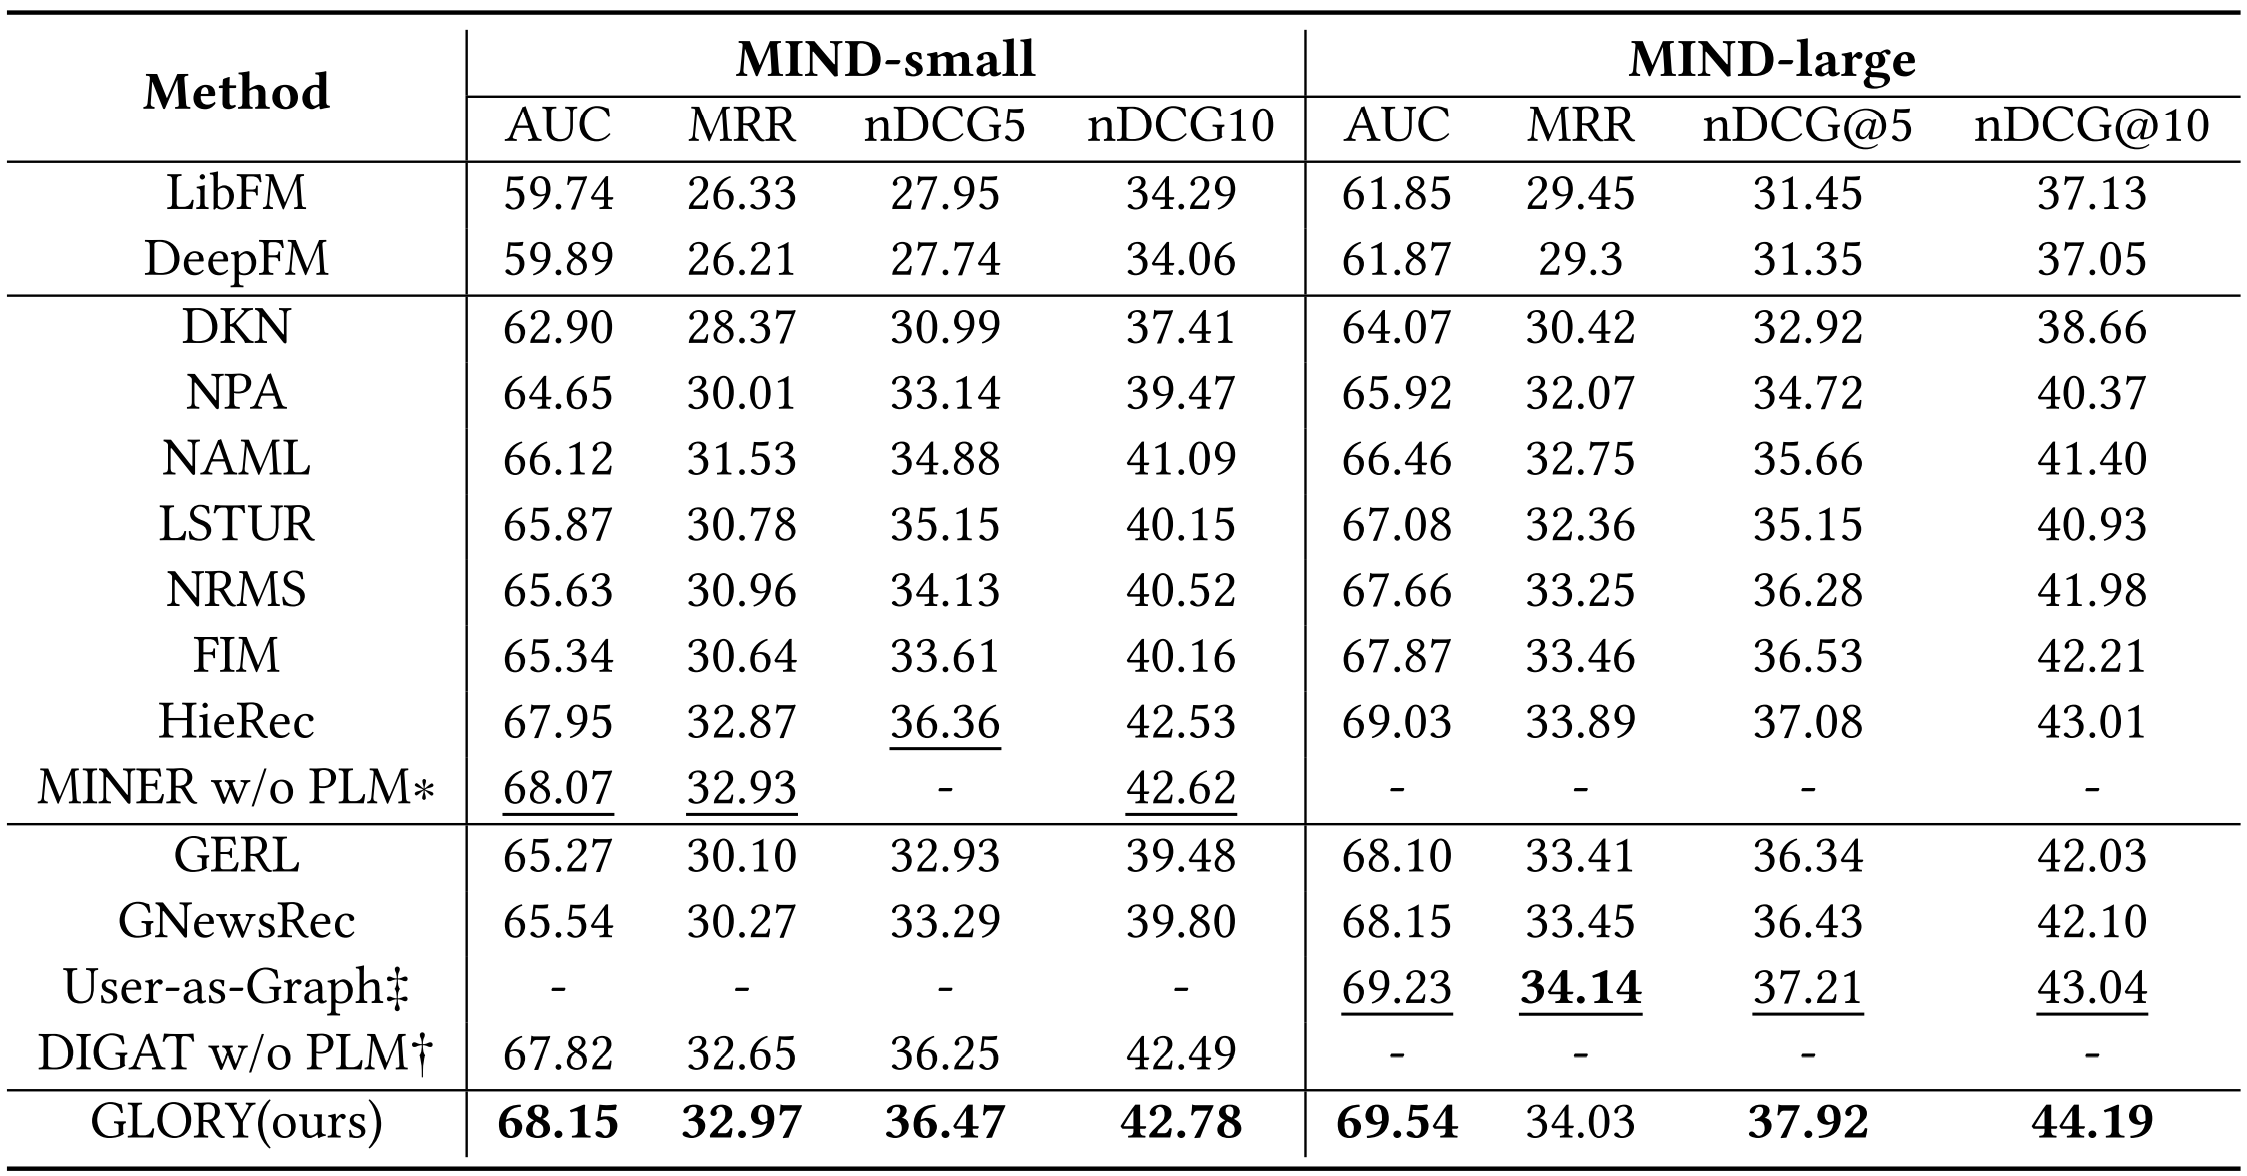 Method MIND-small MIND-large
AUC MRR nDCG5 nDCG10 AUC MRR nDCG@5 nDCG@10
LibFM 59.74 26.33 27.95 34.29 61.85 29.45 31.45 37.13
DeepFM 59.89 26.21 27.74 34.06 61.87 29.3 31.35 37.05
DKN 62.90 28.37 30.99 37.41 64.07 30.42 32.92 38.66
NPA 64.65 30.01 33.14 39.47 65.92 32.07 34.72 40.37
NAML 66.12 31.53 34.88 41.09 66.46 32.75 35.66 41.40
LSTUR 65.87 30.78 35.15 40.15 67.08 32.36 35.15 40.93
NRMS 65.63 30.96 34.13 40.52 67.66 33.25 36.28 41.98
FIM 65.34 30.64 33.61 40.16 67.87 33.46 36.53 42.21
HieRec 67.95 32.87 36.36 42.53 69.03 33.89 37.08 43.01
MINER w/o PLM∗ 68.07 32.93 - 42.62 - - - -
GERL 65.27 30.10 32.93 39.48 68.10 33.41 36.34 42.03
GNewsRec 65.54 30.27 33.29 39.80 68.15 33.45 36.43 42.10
User-as-Graph‡ - - - - 69.23 34.14 37.21 43.04
DIGAT w/o PLM† 67.82 32.65 36.25 42.49 - - - -
GLORY(ours) 68.15 32.97 36.47 42.78 69.54 34.03 37.92 44.19